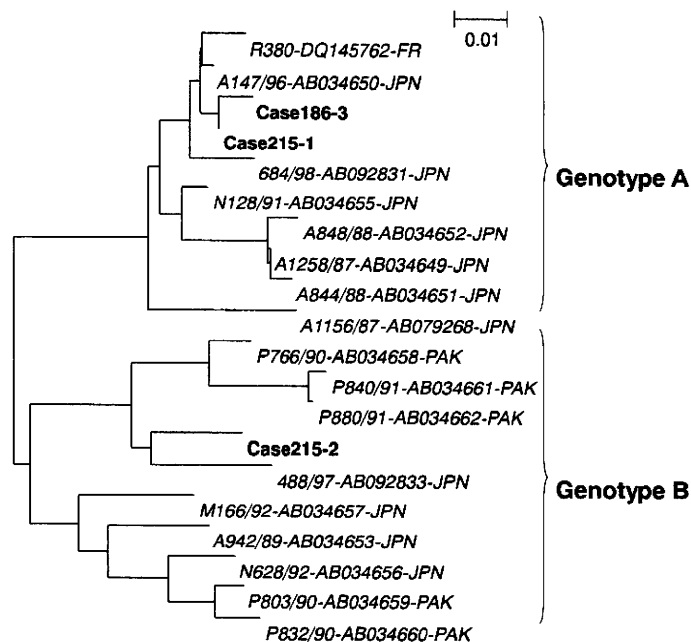 0.01
R380-DQ145762-FR
A147/96-AB034650-JPN
Case186-3
Case215-1
684/98-AB092831-JPN
Genotype A
N128/91-AB034655-JPN
A848/88-AB034652-JPN
A1258/87-AB034649-JPN
A844/88-AB034651-JPN
A1156/87-AB079268-JPN
P766/90-AB034658-PAK
P840/91-AB034661-PAK
P880/91-AB034662-PAK
Case215-2
488/97-AB092833-JPN
Genotype B
M166/92-AB034657-JPN
A942/89-AB034653-JPN
N628/92-AB034656-JPN
P803/90-AB034659-PAK
P832/90-AB034660-PAK